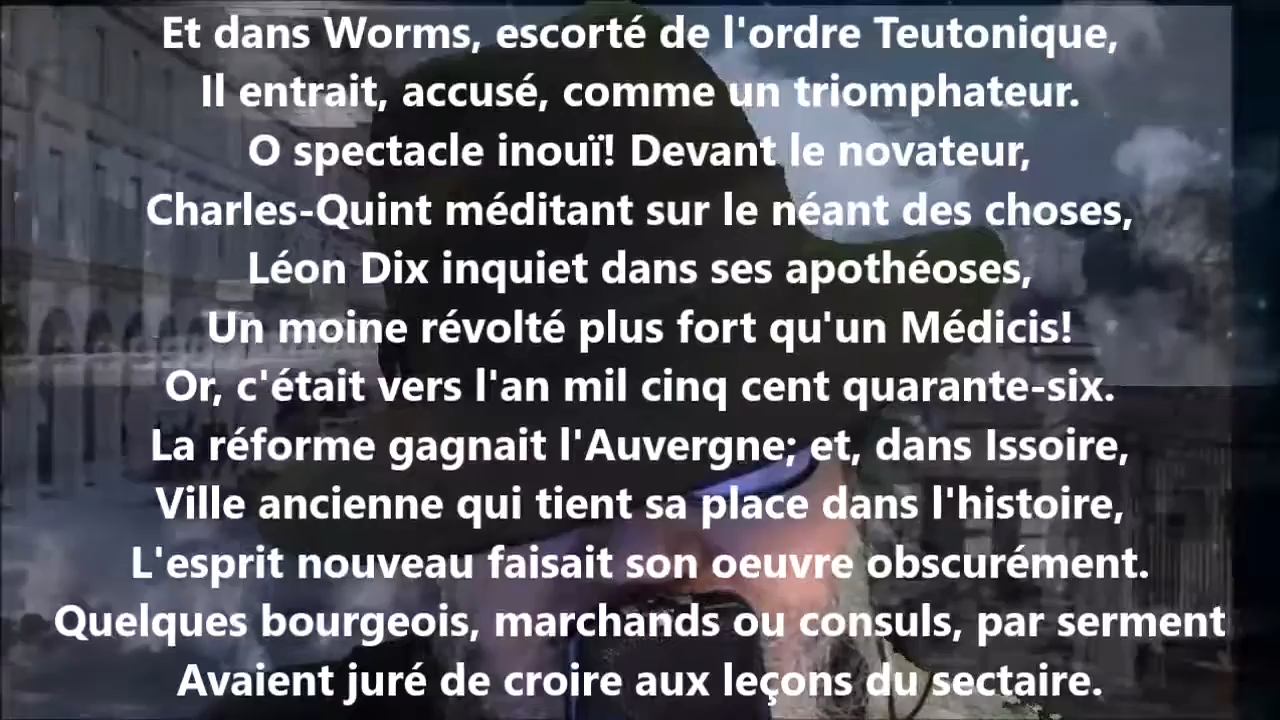 Et dans Worms, escorté de l'ordre Teutonique,
Il entrait, accusé, comme un triomphateur.
O spectacle inouï! Devant le novateur,
Charles-Quint méditant sur le néant des choses,
Léon Dix inquiet dans ses apothéoses,
Un moine révolté plus fort qu'un Médicis!
Or, c'était vers l'an mil cinq cent quarante-six.
La réforme gagnait l'Auvergne; et, dans Issoire,
Ville ancienne qui tient sa place dans l'histoire,
L'esprit nouveau faisait son oeuvre obscurément.
Quelques bourgeois, marchands ou consuls, par serment
Avaient juré de croire aux leçons du sectaire.